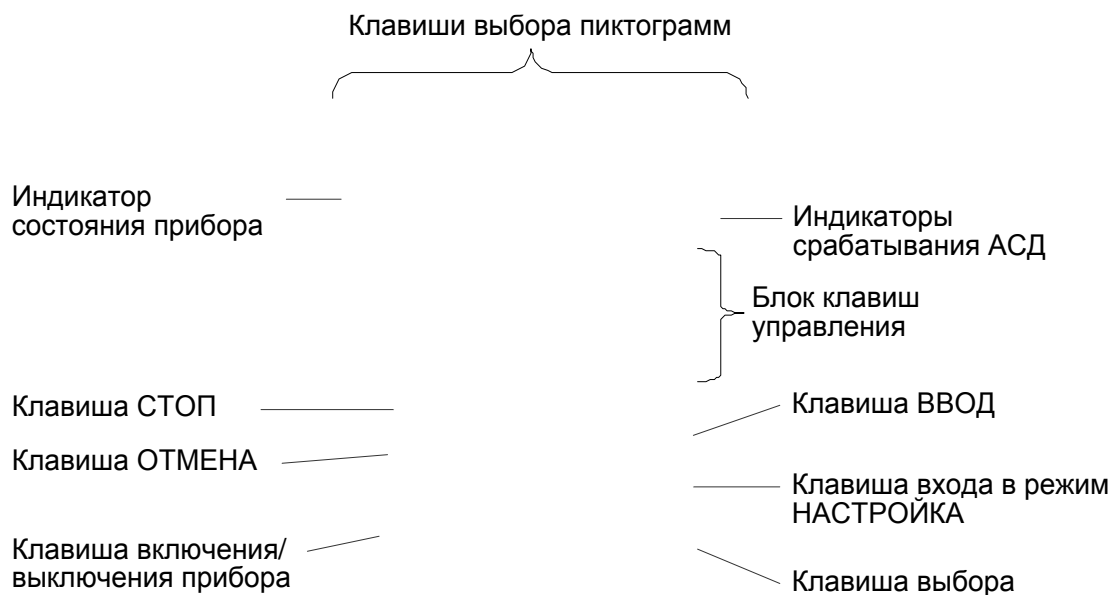 Клавиши выбора пиктограмм
Индикатор
состояния прибора
Индикаторы
срабатывания АСД
Блок клавиш
управления
Клавиша СТОП
Клавиша ВВОД
Клавиша ОТМЕНА
Клавиша входа в режим
НАСТРОЙКА
Клавиша включения/
выключения прибора
Клавиша выбора